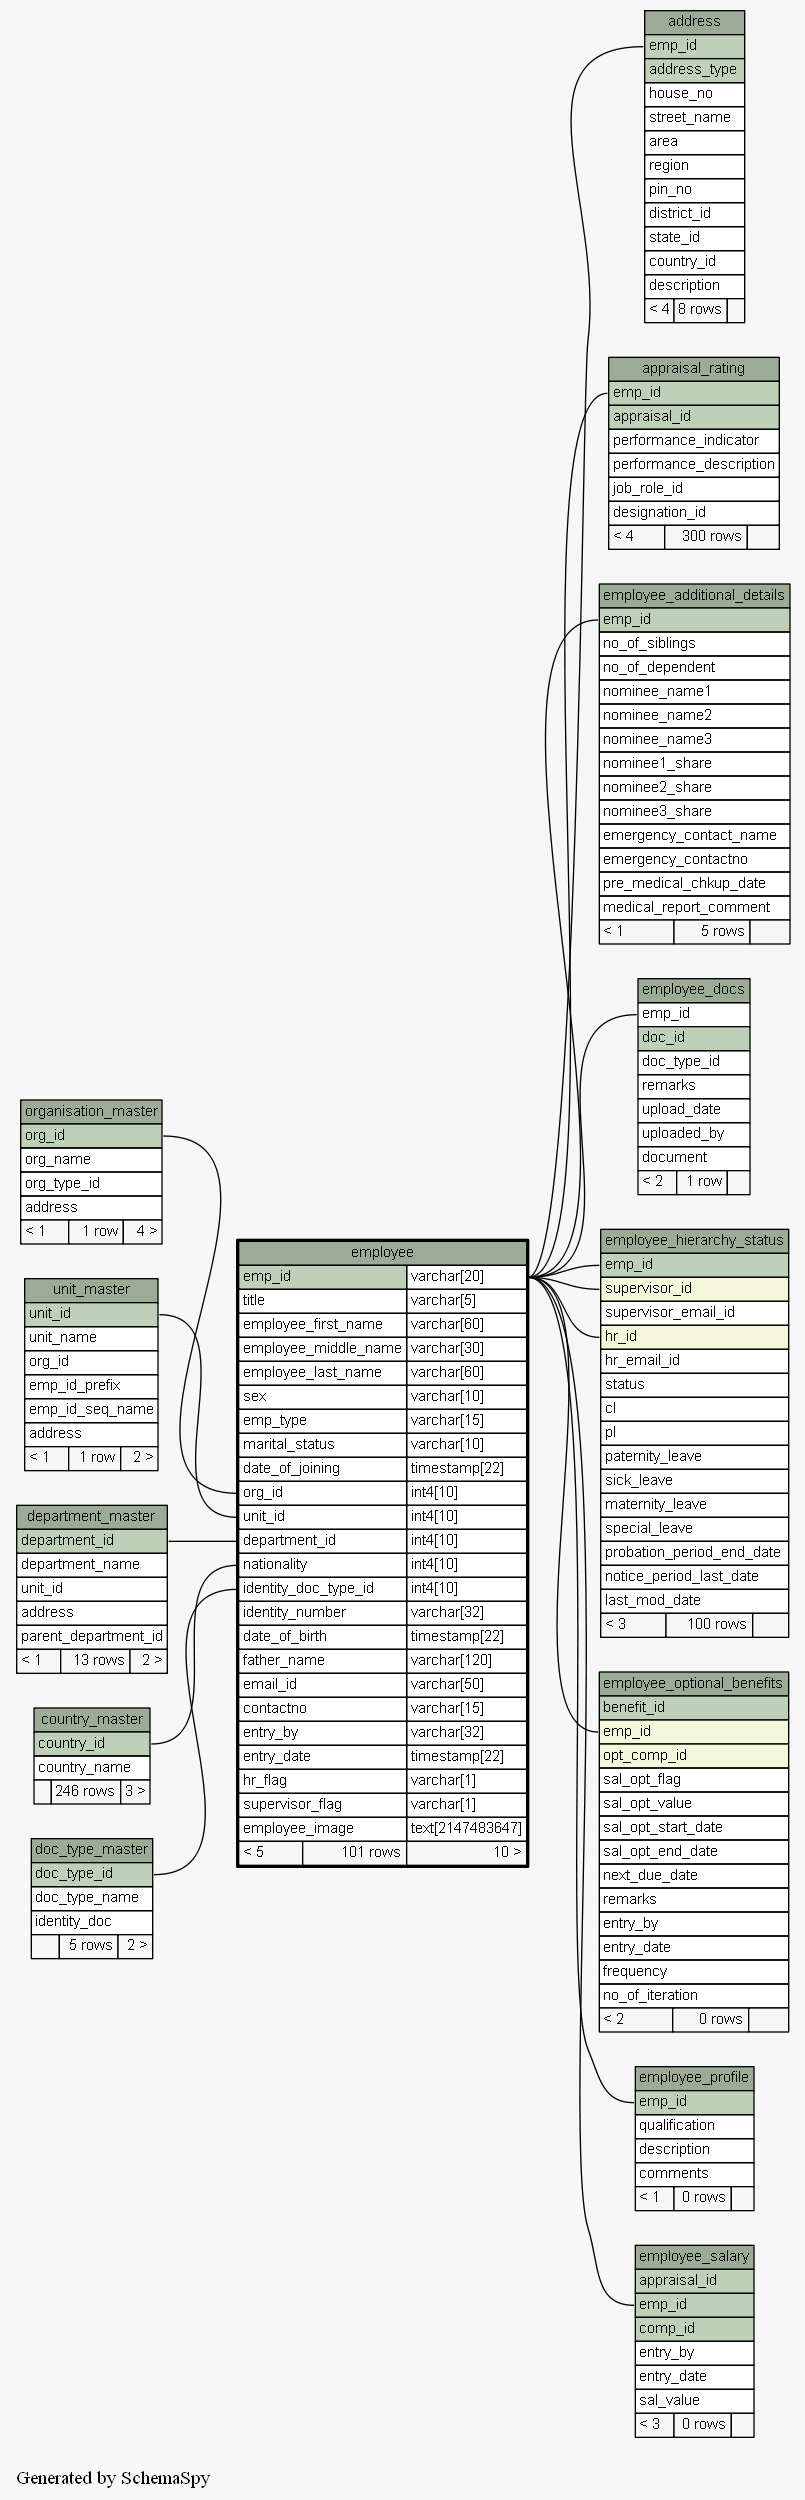 address
emp_id
address_type
house_no
street_name
area
region
pin_no
district_id
state_id
country_id
description
< 4 8 rows
appraisal_rating
emp_id
appraisal_id
performance_indicator
performance_description
job_role_id
designation_id
< 4 300 rows
employee_additional_details
emp_id
no_of_siblings
no_of_dependent
nominee_name1
nominee_name2
nominee_name3
nominee1_share
nominee2_share
nominee3_share
emergency_contact_name
emergency_contactno
pre_medical_chkup_date
medical_report_comment
< 1 5 rows
employee_docs
emp_id
doc_id
doc_type_id
remarks
upload_date
uploaded_by
document
< 2 1 row
organisation_master
org_id
org_name
org_type_id
address
< 1 1 row 4 >
unit_master
unit_id
unit_name
org_id
emp_id_prefix
emp_id_seq_name
address
< 1 1 row 2 >
department_master
department_id
department_name
unit_id
address
parent_department_id
< 1 13 rows 2 >
country_master
country_id
country_name
246 rows 3 >
doc_type_master
doc_type_id
doc_type_name
identity_doc
5 rows 2 >
employee
emp_id varchar[20]
title varchar[5]
employee_first_name varchar[60]
employee_middle_name varchar[30]
employee_last_name varchar[60]
sex varchar[10]
emp_type varchar[15]
marital_status varchar[10]
date_of_joining timestamp[22]
org_id int4[10]
unit_id int4[10]
department_id int4[10]
nationality int4[10]
identity_doc_type_id int4[10]
identity_number varchar[32]
date_of_birth timestamp[22]
father_name varchar[120]
email_id varchar[50]
contactno varchar[15]
entry_by varchar[32]
entry_date timestamp[22]
hr_flag varchar[1]
supervisor_flag varchar[1]
employee_image text[2147483647]
< 5 101 rows 10 >
employee_hierarchy_status
emp_id
supervisor_id
supervisor_email_id
hr_id
hr_email_id
status
cl
pl
paternity_leave
sick_leave
maternity_leave
special_leave
probation_period_end_date
notice_period_last_date
last_mod_date
< 3 100 rows
employee_optional_benefits
benefit_id
emp_id
opt_comp_id
sal_opt_flag
sal_opt_value
sal_opt_start_date
sal_opt_end_date
next_due_date
remarks
entry_by
entry_date
frequency
no_of_iteration
< 2 0 rows
employee_profile
emp_id
qualification
description
comments
< 1 0 rows
employee_salary
appraisal_id
emp_id
comp_id
entry_by
entry_date
sal_value
< 3 0 rows
Generated by SchemaSpy